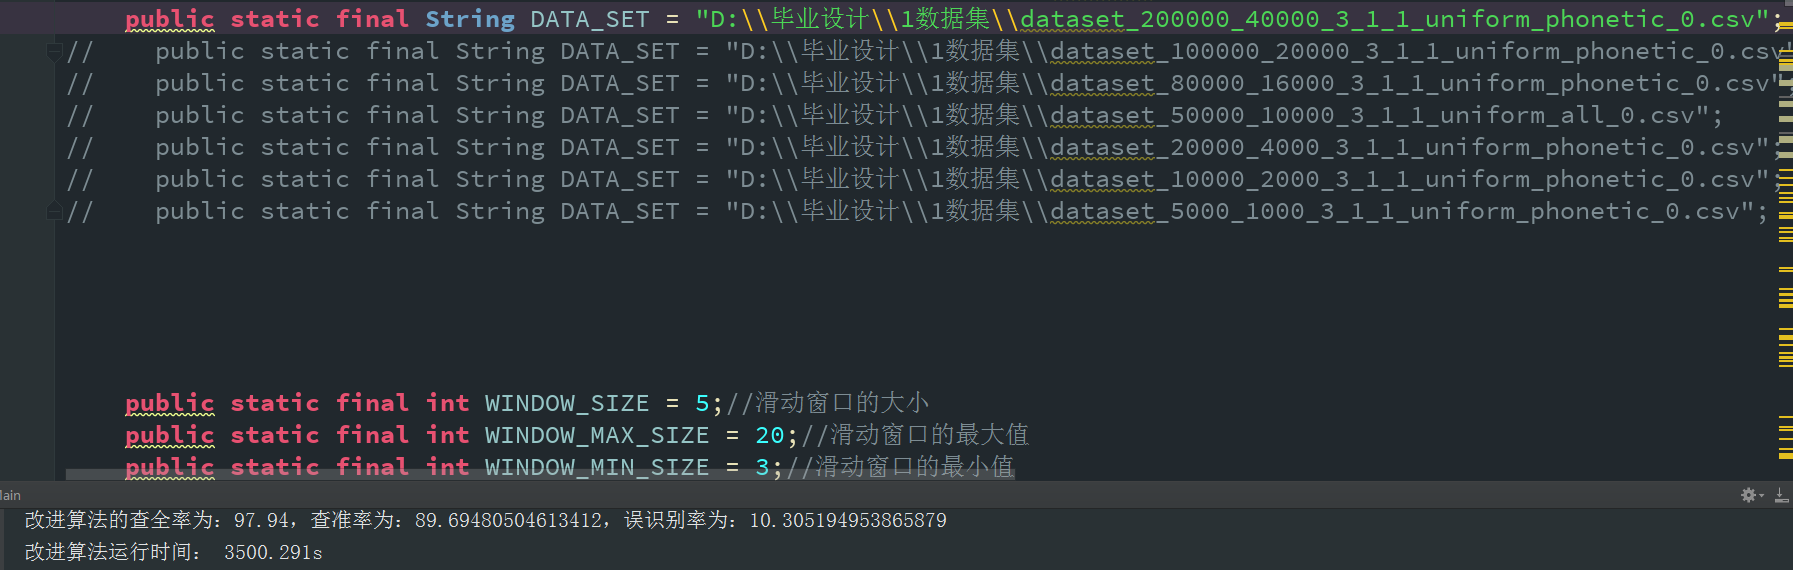 public static final String DATA_SET = "D:\\毕业设计\\1数据集\\dataset_200000_40000_3_1_1_uniform_phonetic_0.csv";
//    public static final String DATA_SET = "D:\\毕业设计\\1数据集\\dataset_100000_20000_3_1_1_uniform_phonetic_0.csv"
//    public static final String DATA_SET = "D:\\毕业设计\\1数据集\\dataset_80000_16000_3_1_1_uniform_phonetic_0.csv";
//    public static final String DATA_SET = "D:\\毕业设计\\1数据集\\dataset_50000_10000_3_1_1_uniform_all_0.csv";
//    public static final String DATA_SET = "D:\\毕业设计\\1数据集\\dataset_20000_4000_3_1_1_uniform_phonetic_0.csv";
//    public static final String DATA_SET = "D:\\毕业设计\\1数据集\\dataset_10000_2000_3_1_1_uniform_phonetic_0.csv";
//    public static final String DATA_SET = "D:\\毕业设计\\1数据集\\dataset_5000_1000_3_1_1_uniform_phonetic_0.csv";
public static final int WINDOW_SIZE = 5;//滑动窗口的大小
public static final int WINDOW_MAX_SIZE = 20;//滑动窗口的最大值
public static final int WINDOW_MIN_SIZE = 3;//滑动窗口的最小值
Main
改进算法的查全率为：97.94，查准率为：89.69480504613412，误识别率为：10.305194953865879
改进算法运行时间： 3500.291s